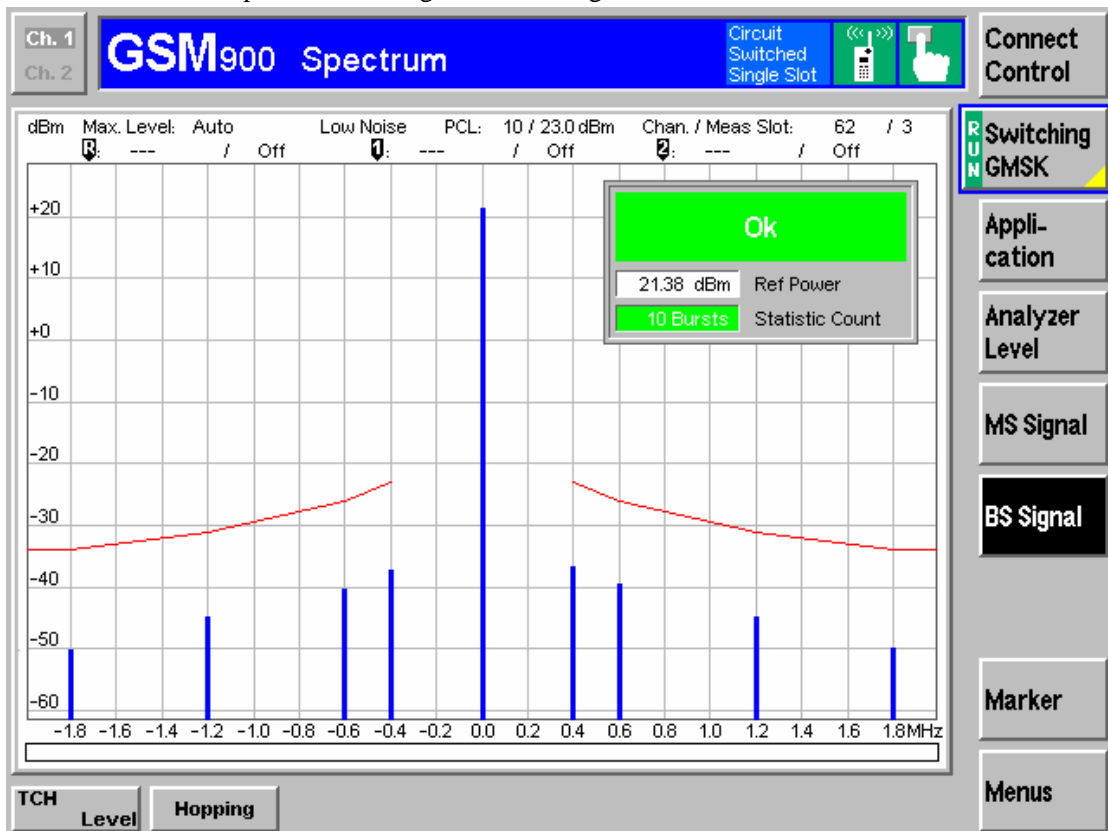 Ch. 1
Ch. 2
GSM900 Spectrum
Circuit
Switched
Single Slot
Connect
Control
dBm Max. Level: Auto Low Noise PCL: 10 / 23.0 dBm Chan. / Meas Slot: 62 / 3
R: --- / Off 1: --- / Off 2: --- / Off
RUN
Switching
GMSK
+20
+10
+0
-10
-20
-30
-40
-50
-60
Ok
21.38 dBm Ref Power
10 Bursts Statistic Count
-1.8 -1.6 -1.4 -1.2 -1.0 -0.8 -0.6 -0.4 -0.2 0.0 0.2 0.4 0.6 0.8 1.0 1.2 1.4 1.6 1.8MHz
Appli-
cation
Analyzer
Level
MS Signal
BS Signal
Marker
Menus
TCH
Level
Hopping